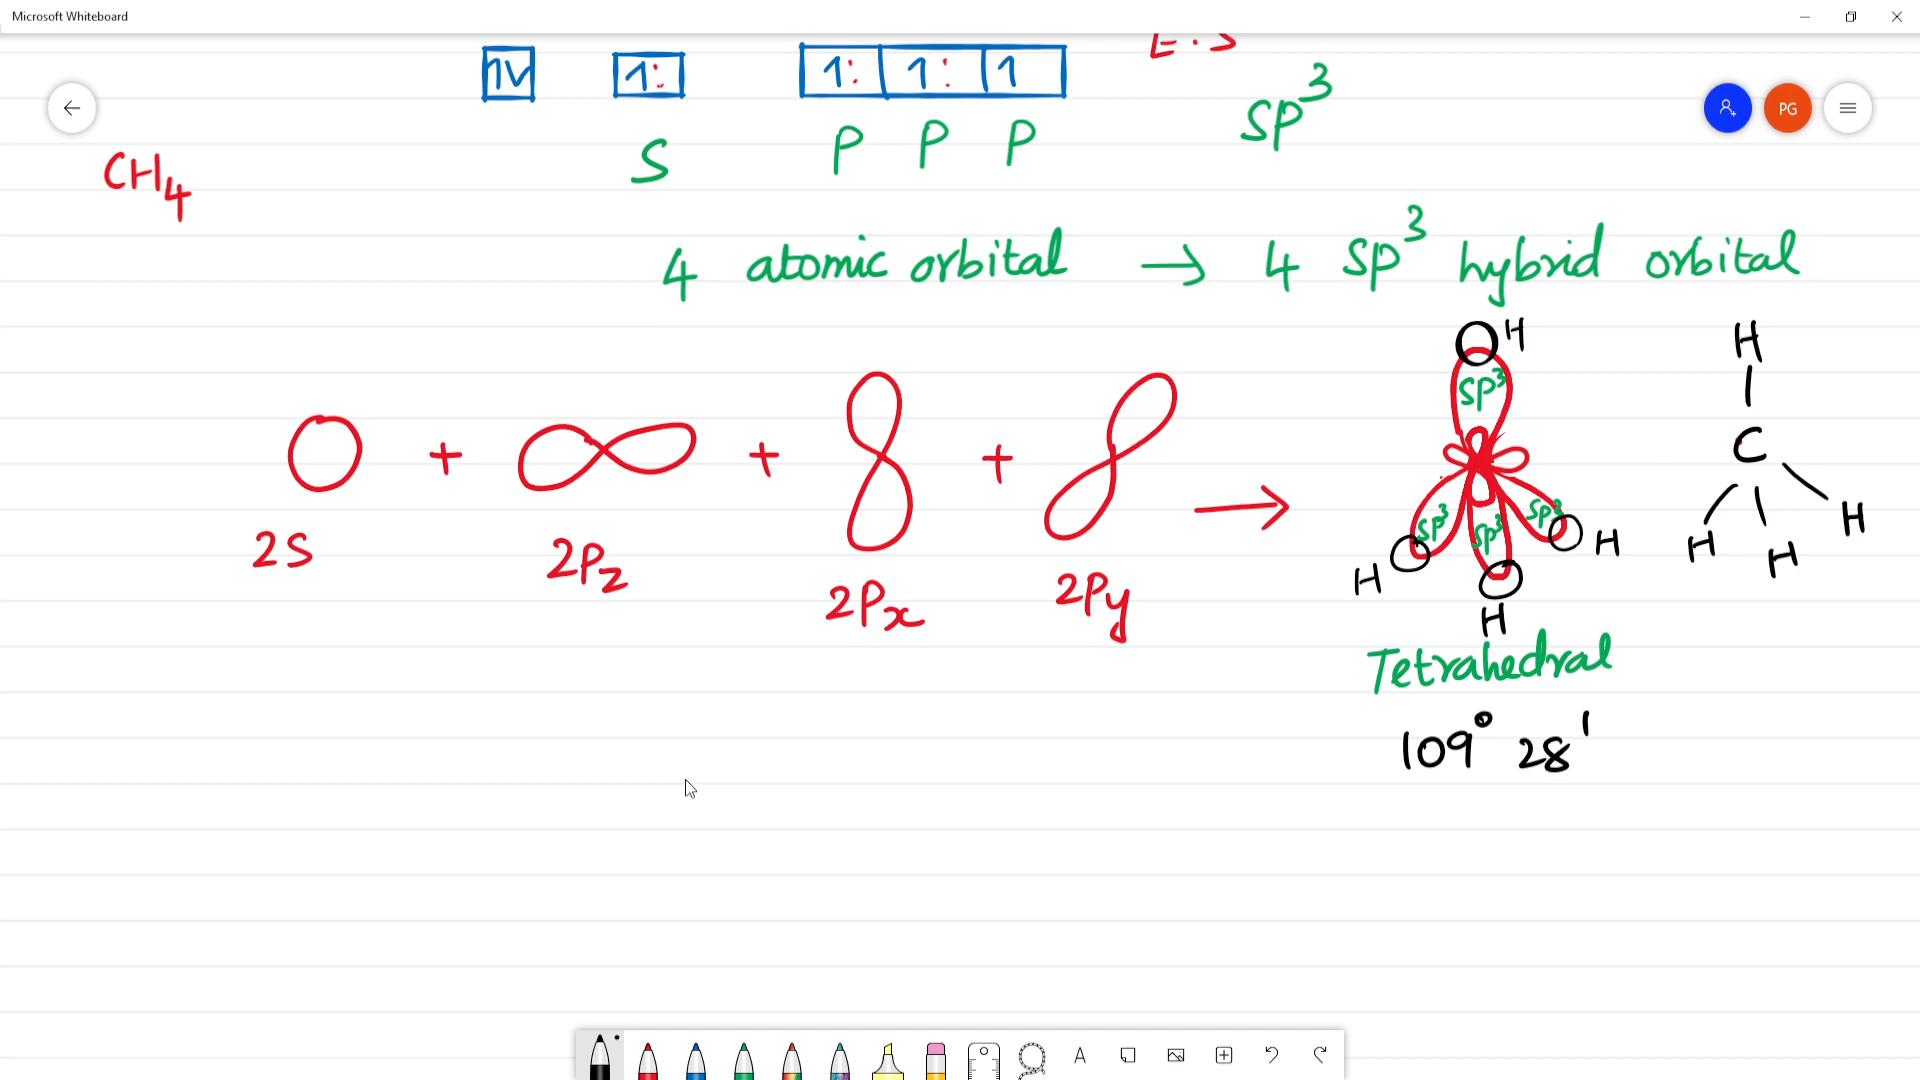 Microsoft Whiteboard
1: 1: 1: 1
E.S
SP³
S P P P
PG
CH₄
4 atomic orbital → 4 SP³ hybrid orbital
H H
SP³
+ + + → C
SP³ SP³ SP³
H H H H H H
2S 2Pz 2Px 2Py
Tetrahedral
109° 28'
A